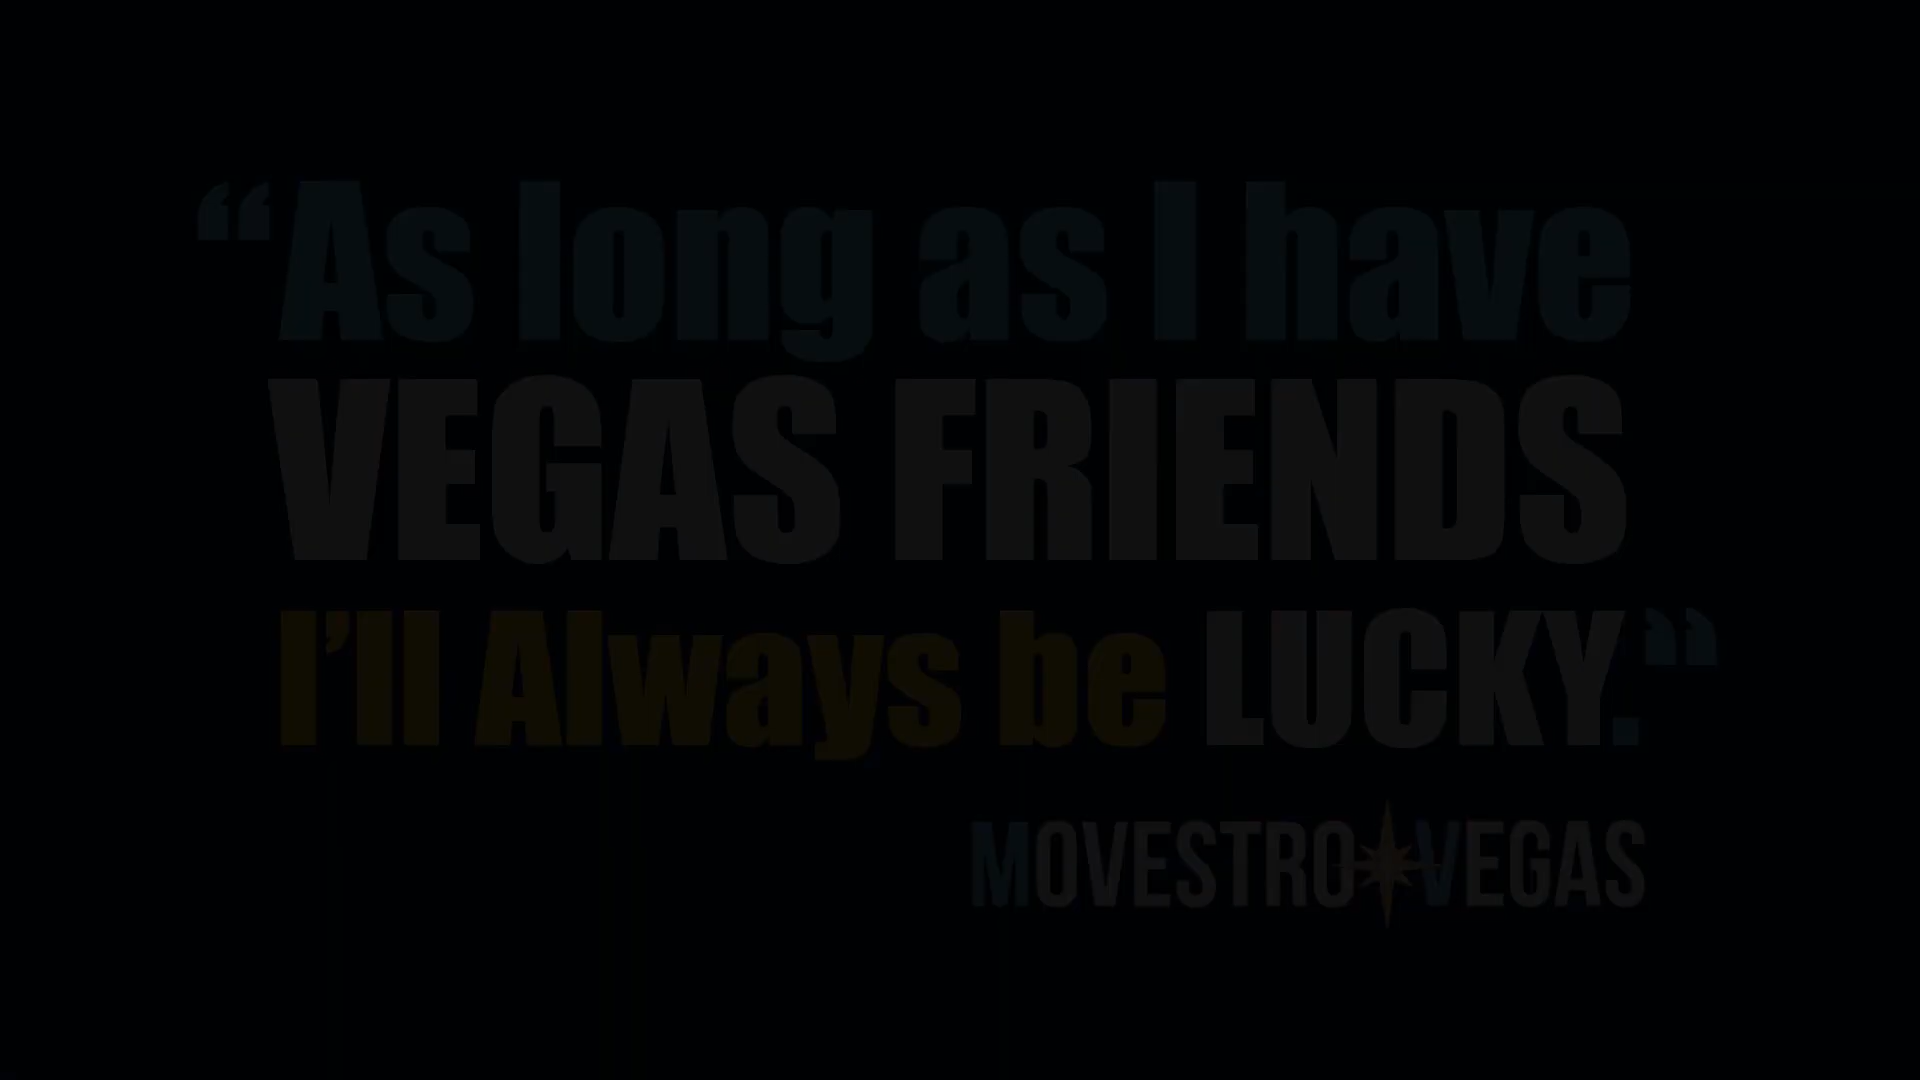 “As long as I have
VEGAS FRIENDS
I’ll Always be LUCKY.”
MOVESTRO VEGAS